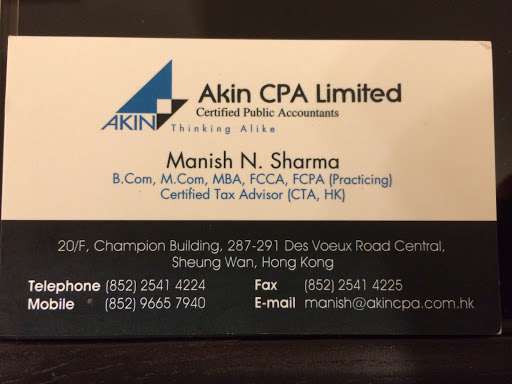 Akin CPA Limited
Certified Public Accountants
AKIN
Thinking Alike
Manish N. Sharma
B.Com, M.Com, MBA, FCCA, FCPA (Practicing)
Certified Tax Advisor (CTA, HK)
20/F, Champion Building, 287-291 Des Voeux Road Central,
Sheung Wan, Hong Kong
Telephone (852) 2541 4224 Fax (852) 2541 4225
Mobile (852) 9665 7940 E-mail manish@akincpa.com.hk